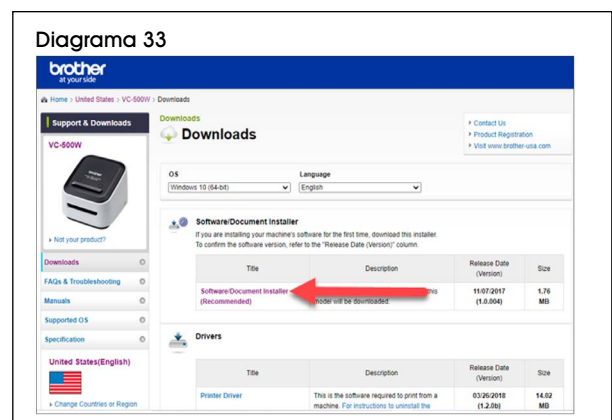 Diagrama 33
brother
at your side
Home > United States > VC-500W > Downloads
Support & Downloads
VC-500W
Not your product?
Downloads
FAQs & Troubleshooting
Manuals
Supported OS
Specification
United States(English)
Change Countries or Region
Downloads
Downloads
Contact Us
Product Registration
Visit www.brother-usa.com
OS Language
Windows 10 (64-bit) English
Software/Document Installer
If you are installing your machine's software for the first time, download this installer.
To confirm the software version, refer to the "Release Date (Version)" column.
Title Description Release Date (Version) Size
Software/Document Installer this 11/07/2017 1.76
(Recommended) model will be downloaded. (1.0.004) MB
Drivers
Title Description Release Date (Version) Size
Printer Driver This is the software required to print from a 03/26/2018 14.02
machine. For instructions to uninstall the (1.2.0b) MB